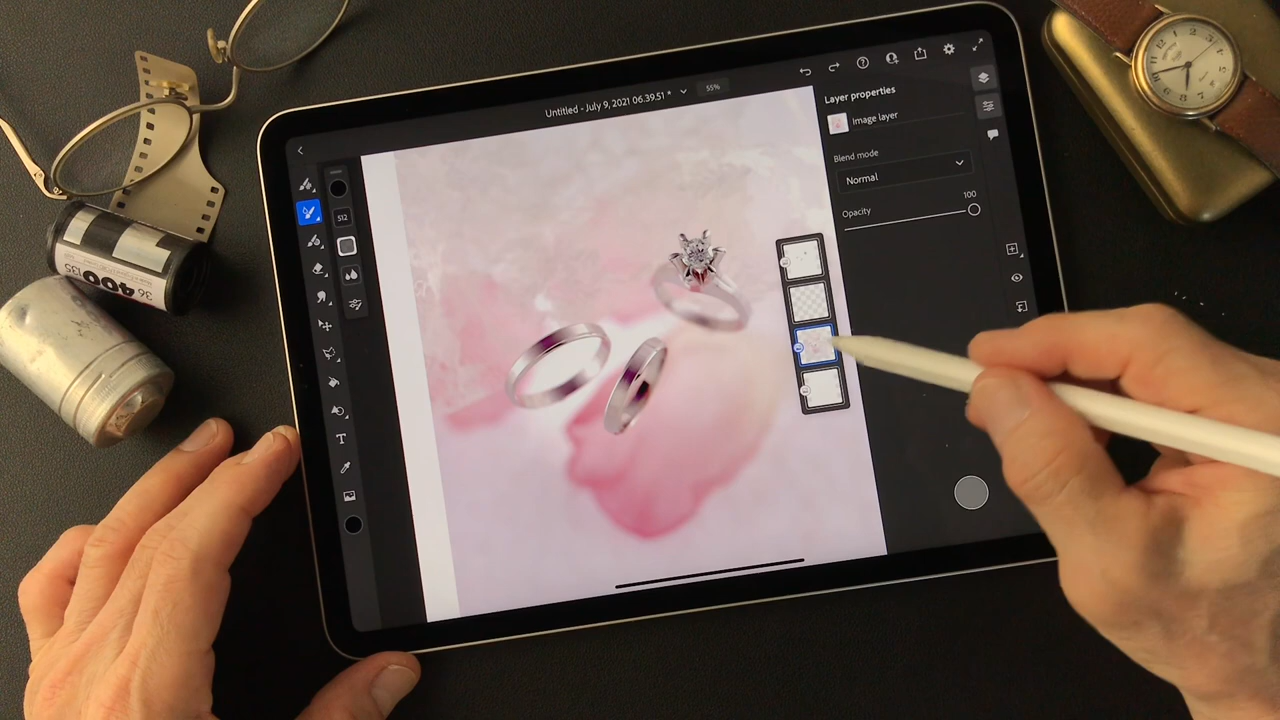 Untitled - July 9, 2021 06.39.51 *
55%
Layer properties
Image layer
Blend mode
Normal
Opacity
100
512
T
400
36
135